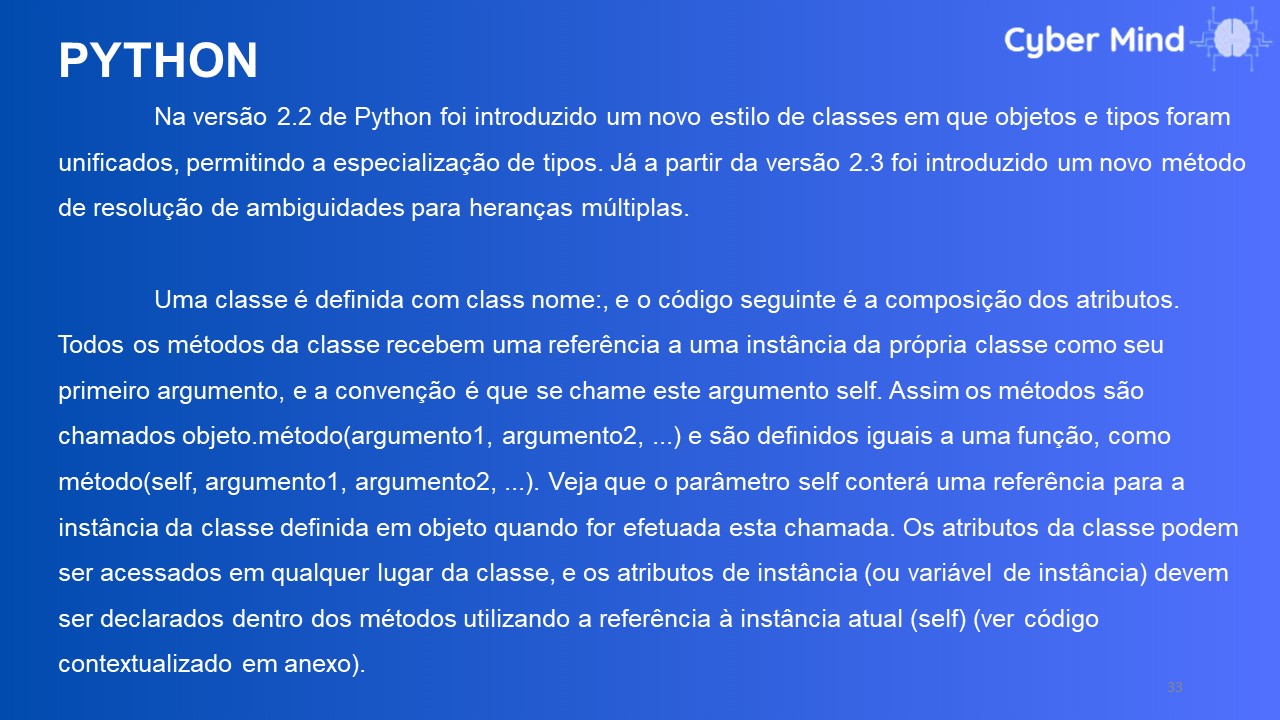 PYTHON
Cyber Mind
Na versão 2.2 de Python foi introduzido um novo estilo de classes em que objetos e tipos foram
unificados, permitindo a especialização de tipos. Já a partir da versão 2.3 foi introduzido um novo método
de resolução de ambiguidades para heranças múltiplas.
Uma classe é definida com class nome:, e o código seguinte é a composição dos atributos.
Todos os métodos da classe recebem uma referência a uma instância da própria classe como seu
primeiro argumento, e a convenção é que se chame este argumento self. Assim os métodos são
chamados objeto.método(argumento1, argumento2, ...) e são definidos iguais a uma função, como
método(self, argumento1, argumento2, ...). Veja que o parâmetro self conterá uma referência para a
instância da classe definida em objeto quando for efetuada esta chamada. Os atributos da classe podem
ser acessados em qualquer lugar da classe, e os atributos de instância (ou variável de instância) devem
ser declarados dentro dos métodos utilizando a referência à instância atual (self) (ver código
contextualizado em anexo).
33